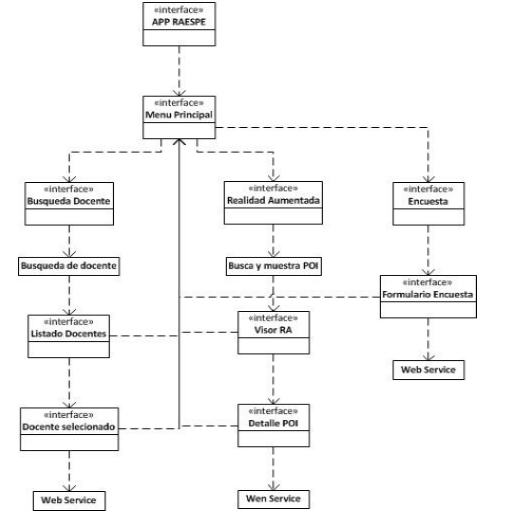 «interface»
APP RAESPE
«interface»
Menu Principal
«interface»
Busqueda Docente
«interface»
Realidad Aumentada
«interface»
Encuesta
Busqueda de docente
Busca y muestra POI
«interface»
Formulario Encuesta
«interface»
Listado Docentes
«interface»
Visor RA
Web Service
«interface»
Docente selecionado
«interface»
Detalle POI
Web Service
Wen Service